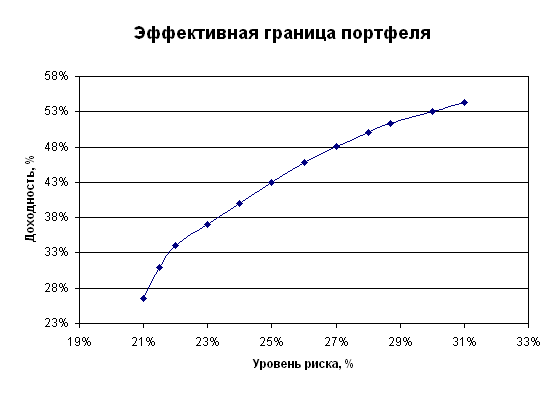 Эффективная граница портфеля
58%
53%
48%
43%
38%
33%
28%
23%
Доходность, %
19% 21% 23% 25% 27% 29% 31% 33%
Уровень риска, %